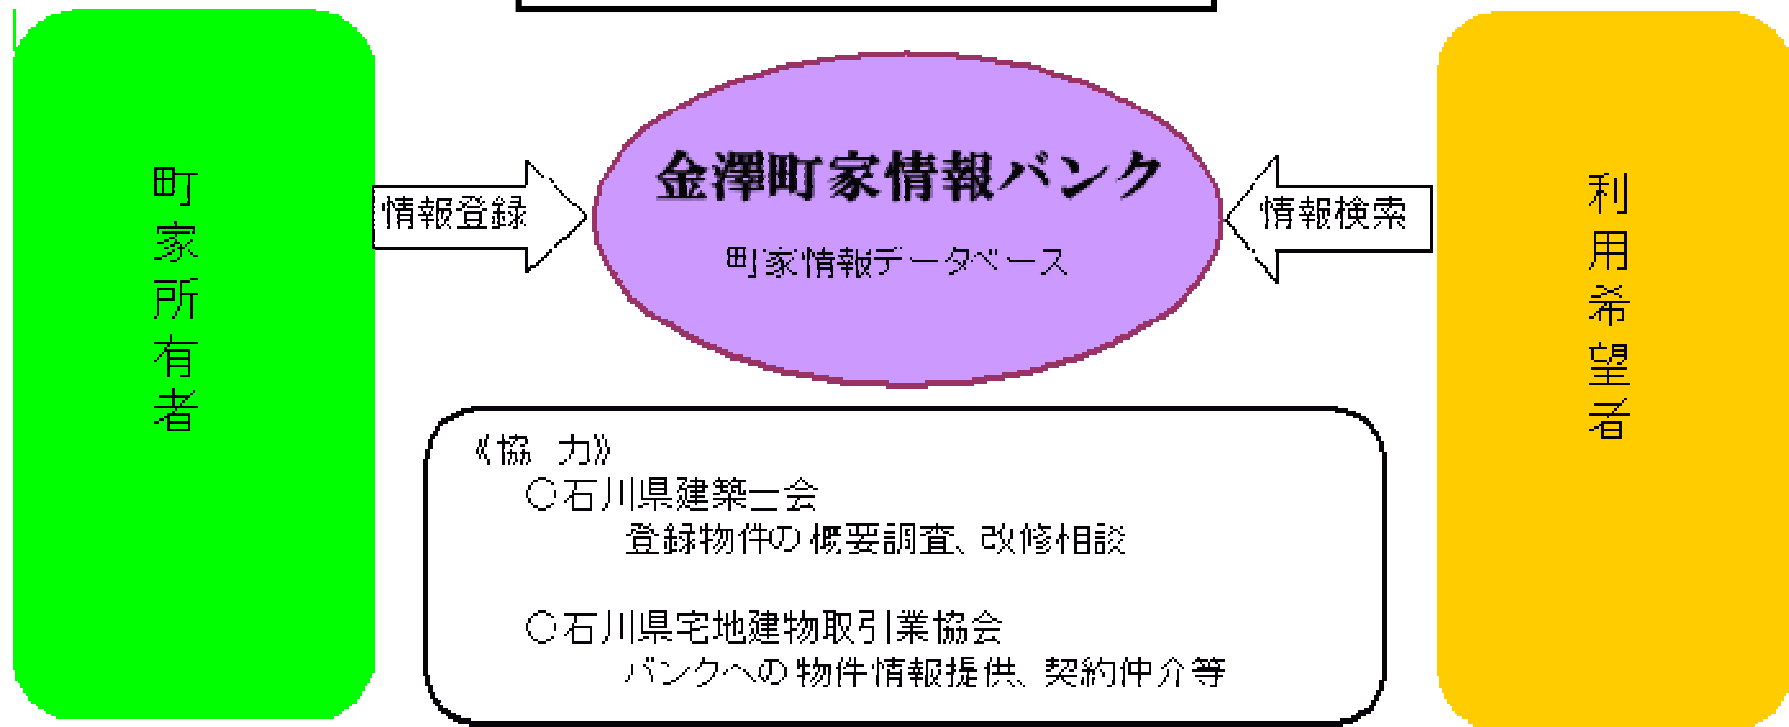 町家所有者
情報登録
金澤町家情報バンク
町家情報データベース
情報検索
利用希望者
《協 力》
○石川県建築士会
登録物件の概要調査、改修相談
○石川県宅地建物取引業協会
バンクへの物件情報提供、契約仲介等